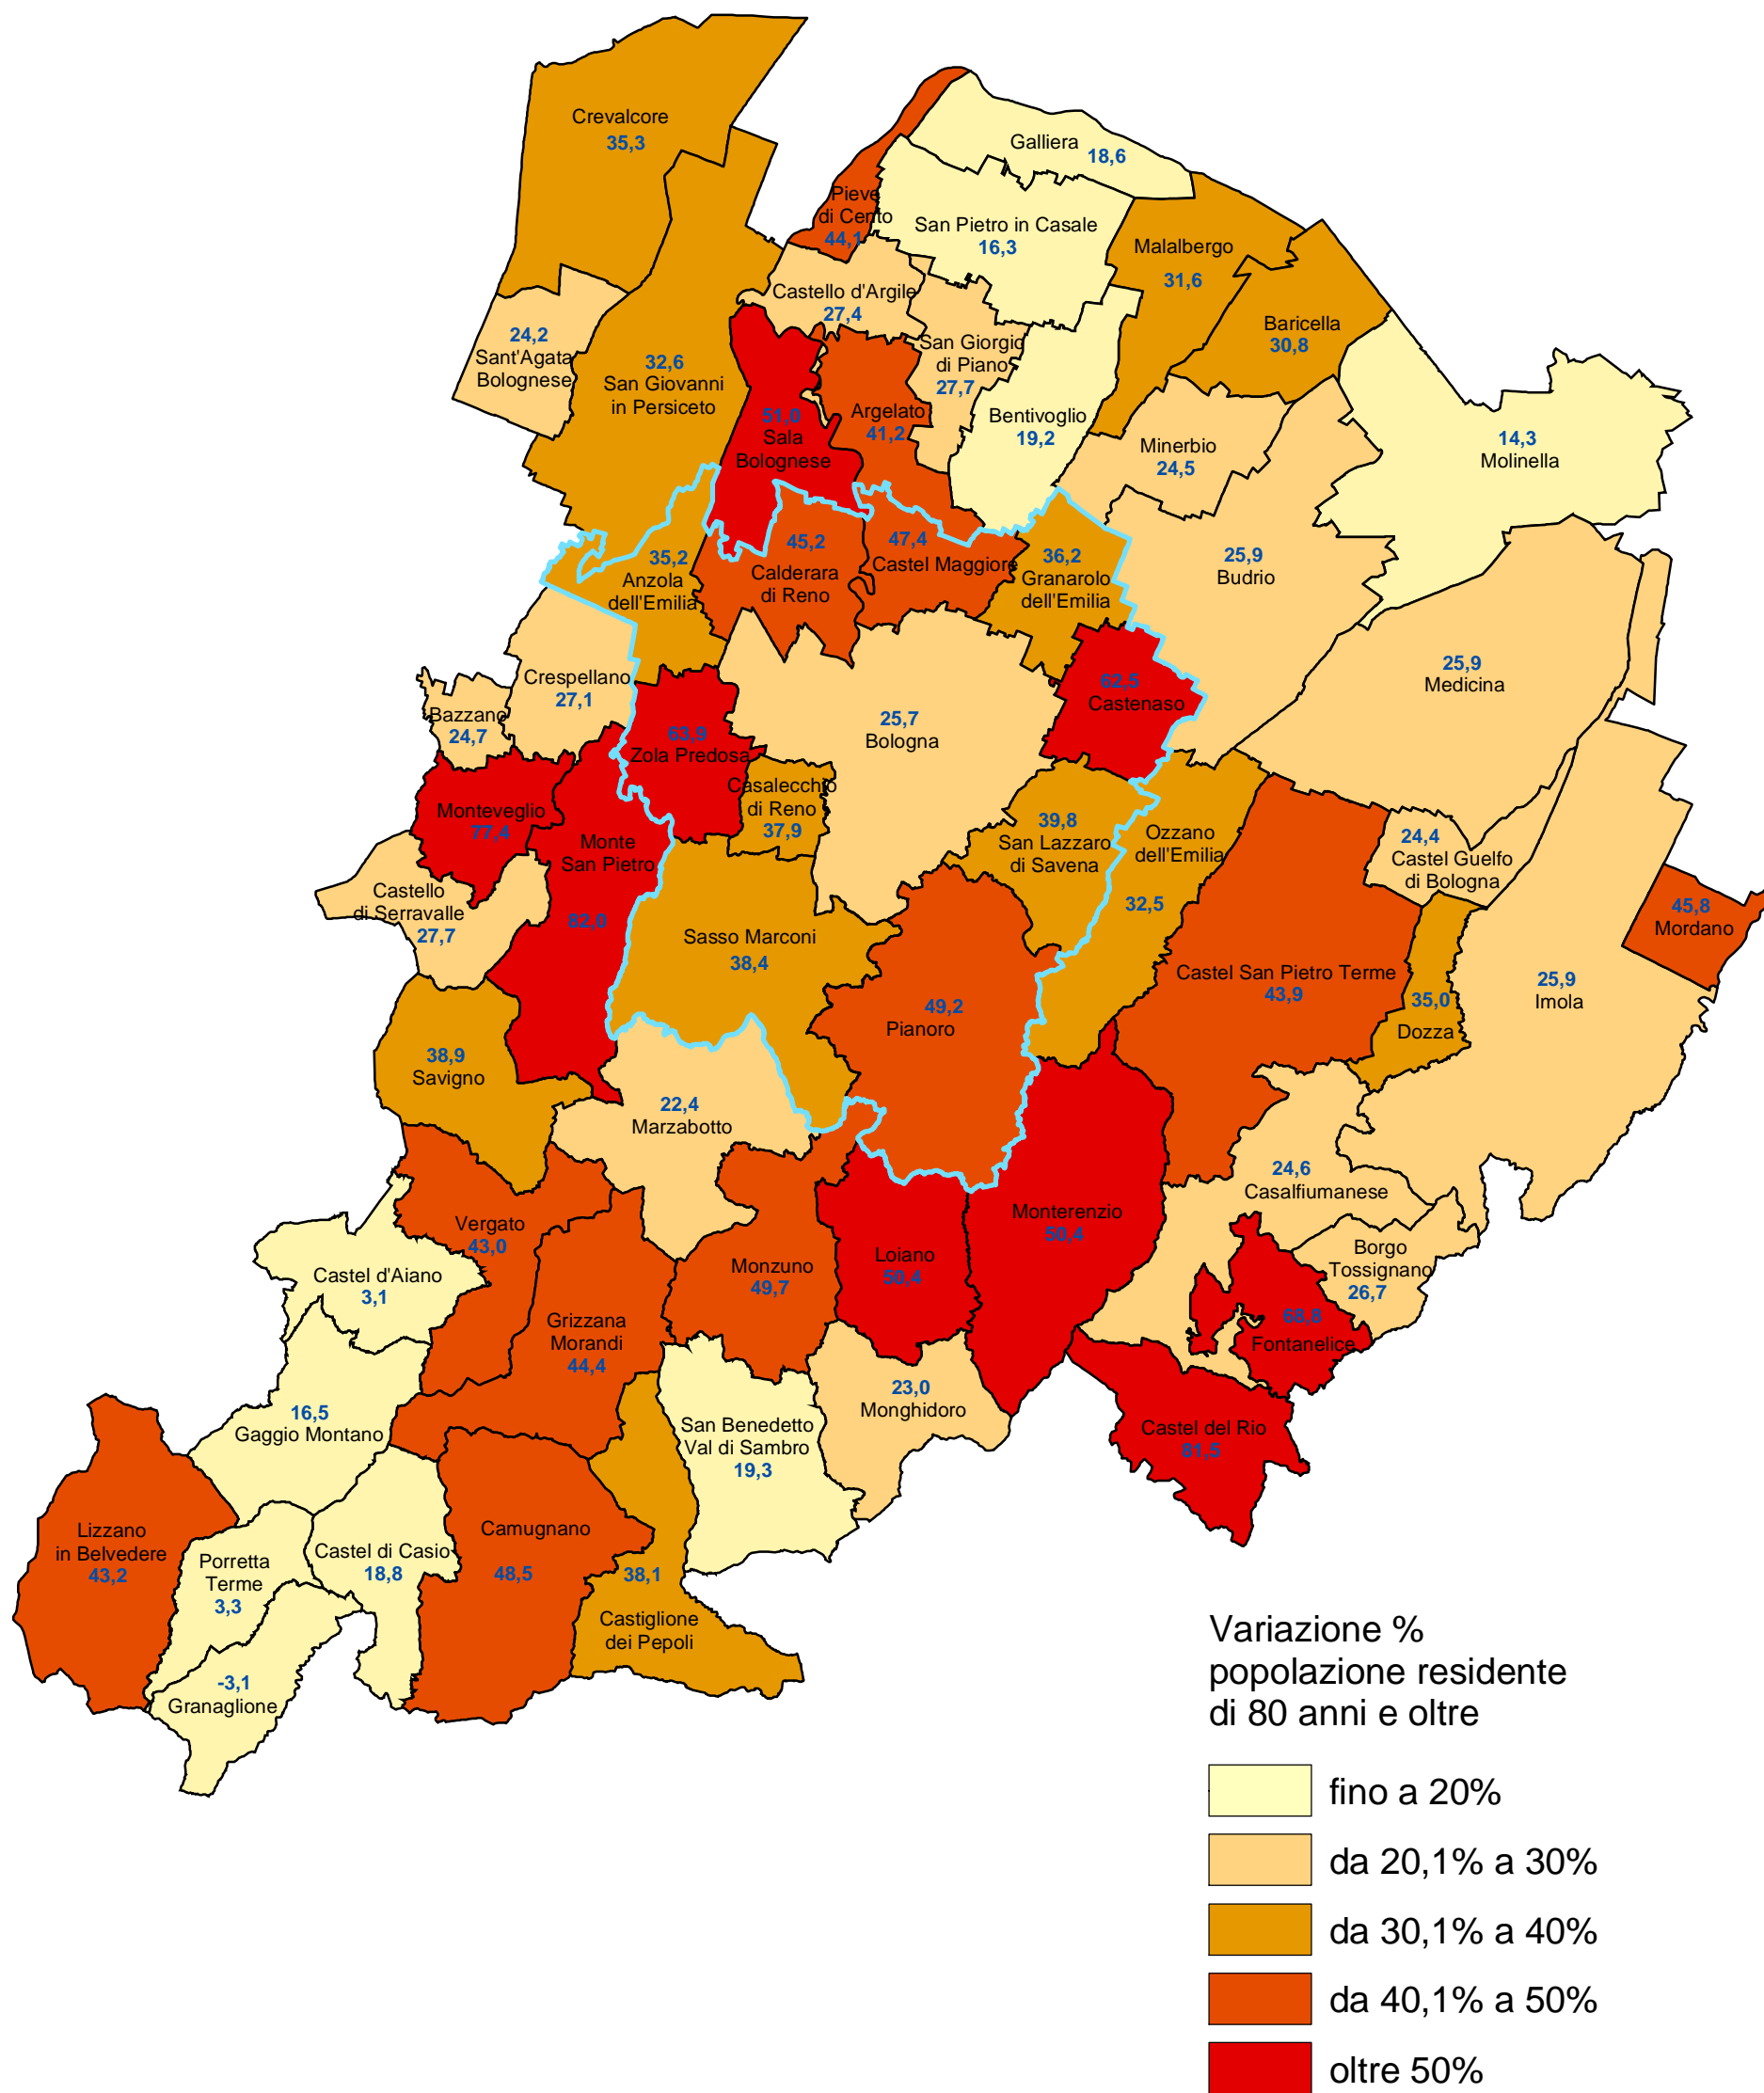 Crevalcore
35,3
Galliera
18,6
Pieve
di Cento
44,1
San Pietro in Casale
16,3
Malalbergo
31,6
Castello d'Argile
27,4
Baricella
30,8
24,2
Sant'Agata
Bolognese
32,6
San Giovanni
in Persiceto
San Giorgio
di Piano
27,7
51,0
Sala
Bolognese
Argelato
41,2
Bentivoglio
19,2
Minerbio
24,5
14,3
Molinella
35,2
Anzola
dell'Emilia
45,2
Calderara
di Reno
47,4
Castel Maggiore
36,2
Granarolo
dell'Emilia
25,9
Budrio
Crespellano
27,1
25,9
Medicina
62,5
Castenaso
Bazzano
24,7
63,9
Zola Predosa
25,7
Bologna
Casalecchio
di Reno
37,9
Monteveglio
77,4
Monte
San Pietro
82,0
39,8
San Lazzaro
di Savena
Ozzano
dell'Emilia
32,5
24,4
Castel Guelfo
di Bologna
Castello
di Serravalle
27,7
45,8
Mordano
Sasso Marconi
38,4
Castel San Pietro Terme
43,9
25,9
Imola
35,0
Dozza
49,2
Pianoro
38,9
Savigno
22,4
Marzabotto
24,6
Casalfiumanese
Vergato
43,0
Monterenzio
50,4
Castel d'Aiano
3,1
Monzuno
49,7
Loiano
50,4
Borgo
Tossignano
26,7
Grizzana
Morandi
44,4
68,8
Fontanelice
16,5
Gaggio Montano
San Benedetto
Val di Sambro
19,3
23,0
Monghidoro
Castel del Rio
81,5
Lizzano
in Belvedere
43,2
Porretta
Terme
3,3
Castel di Casio
18,8
Camugnano
48,5
38,1
Castiglione
dei Pepoli
-3,1
Granaglione
Variazione %
popolazione residente
di 80 anni e oltre
fino a 20%
da 20,1% a 30%
da 30,1% a 40%
da 40,1% a 50%
oltre 50%